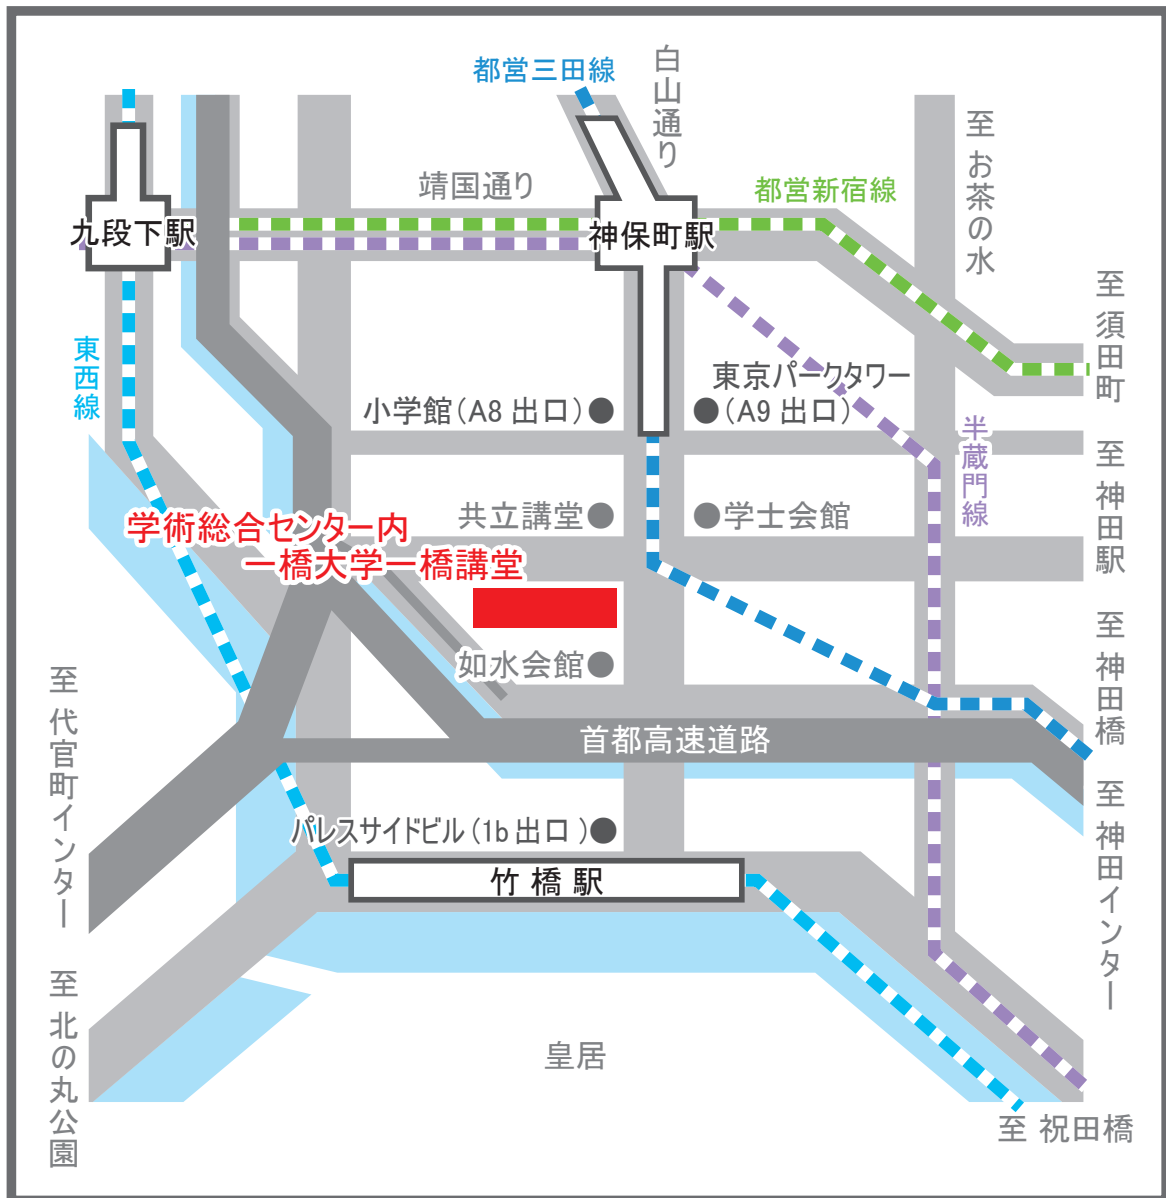 都営三田線
白山通り
至 お茶の水
靖国通り
都営新宿線
九段下駅
神保町駅
至 須田町
東西線
東京パークタワー
小学館(A8 出口)
(A9 出口)
半蔵門線
至 神田駅
共立講堂
学士会館
学術総合センター内
一橋大学一橋講堂
如水会館
至 神田橋
至 代官町インター
首都高速道路
至 神田インター
パレスサイドビル(1b 出口 )
竹 橋 駅
至 北の丸公園
皇居
至 祝田橋